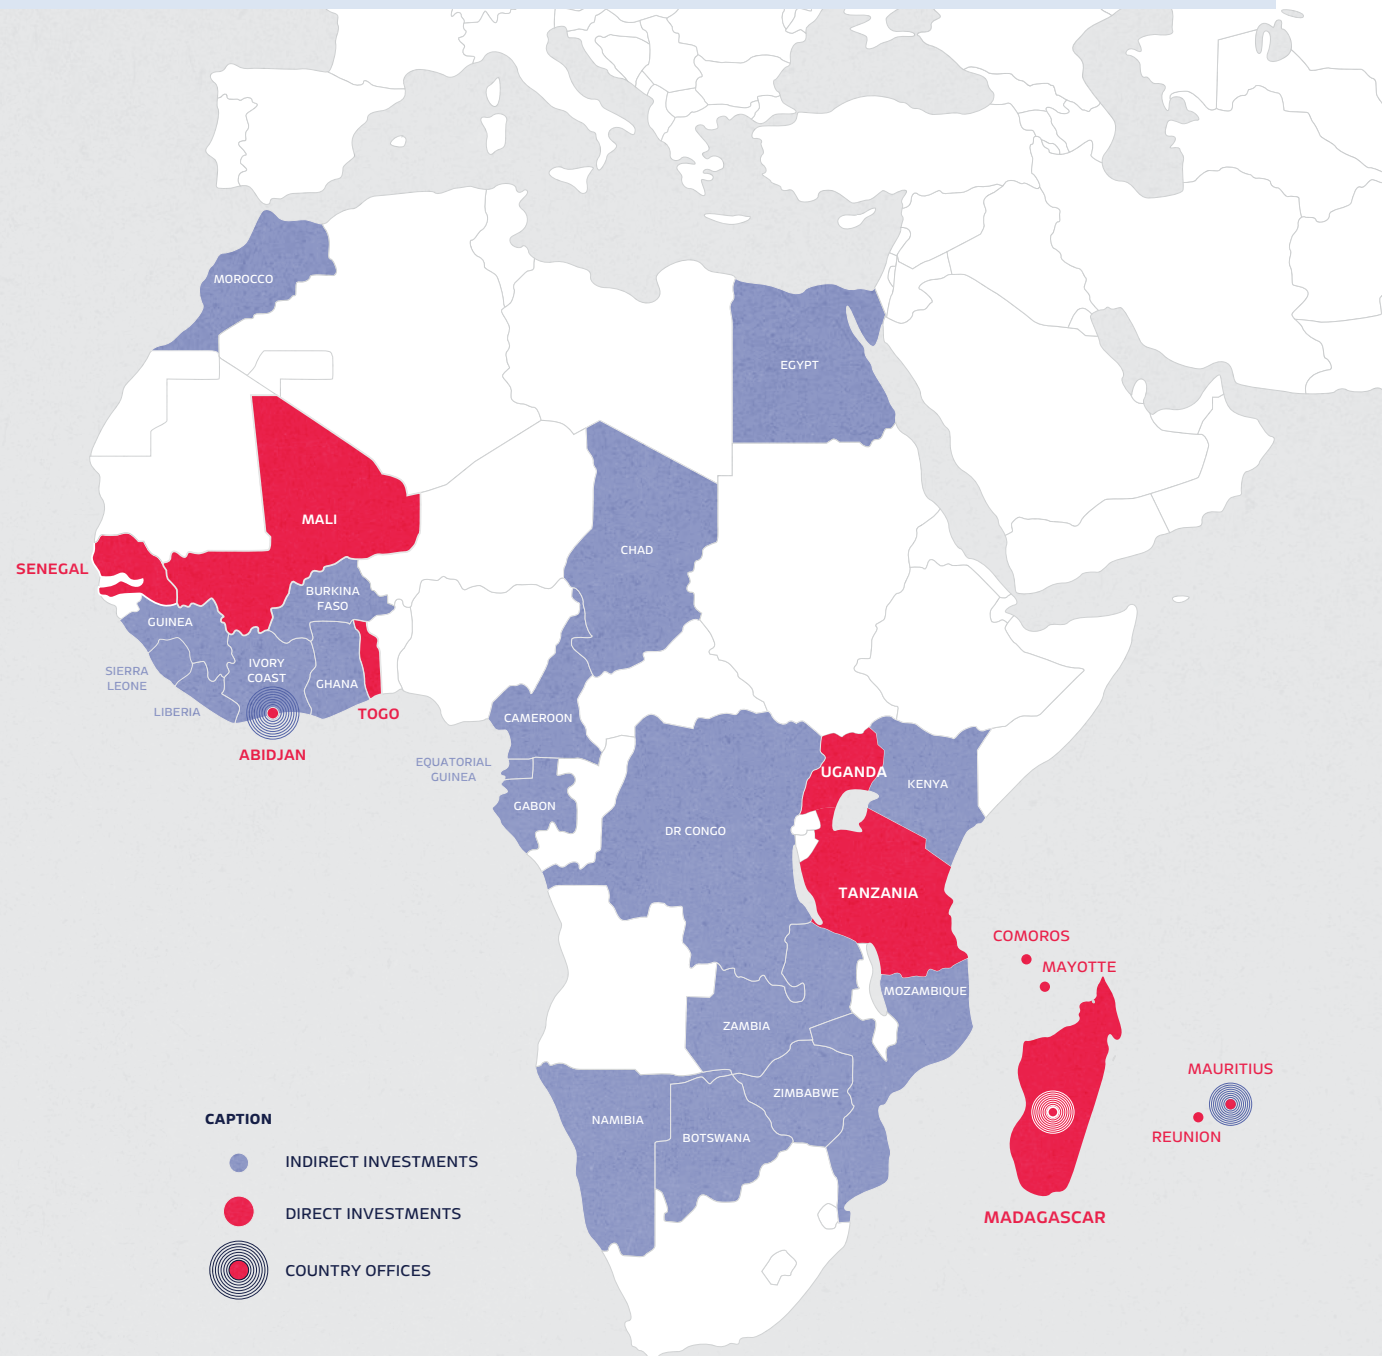 MOROCCO
EGYPT
MALI
CHAD
SENEGAL
BURKINA
FASO
GUINEA
SIERRA
LEONE
IVORY
COAST
GHANA
LIBERIA
TOGO
ABIDJAN
CAMEROON
EQUATORIAL
GUINEA
GABON
UGANDA
KENYA
DR CONGO
TANZANIA
COMOROS
MAYOTTE
MOZAMBIQUE
ZAMBIA
MAURITIUS
ZIMBABWE
NAMIBIA
BOTSWANA
REUNION
MADAGASCAR
CAPTION
INDIRECT INVESTMENTS
DIRECT INVESTMENTS
COUNTRY OFFICES